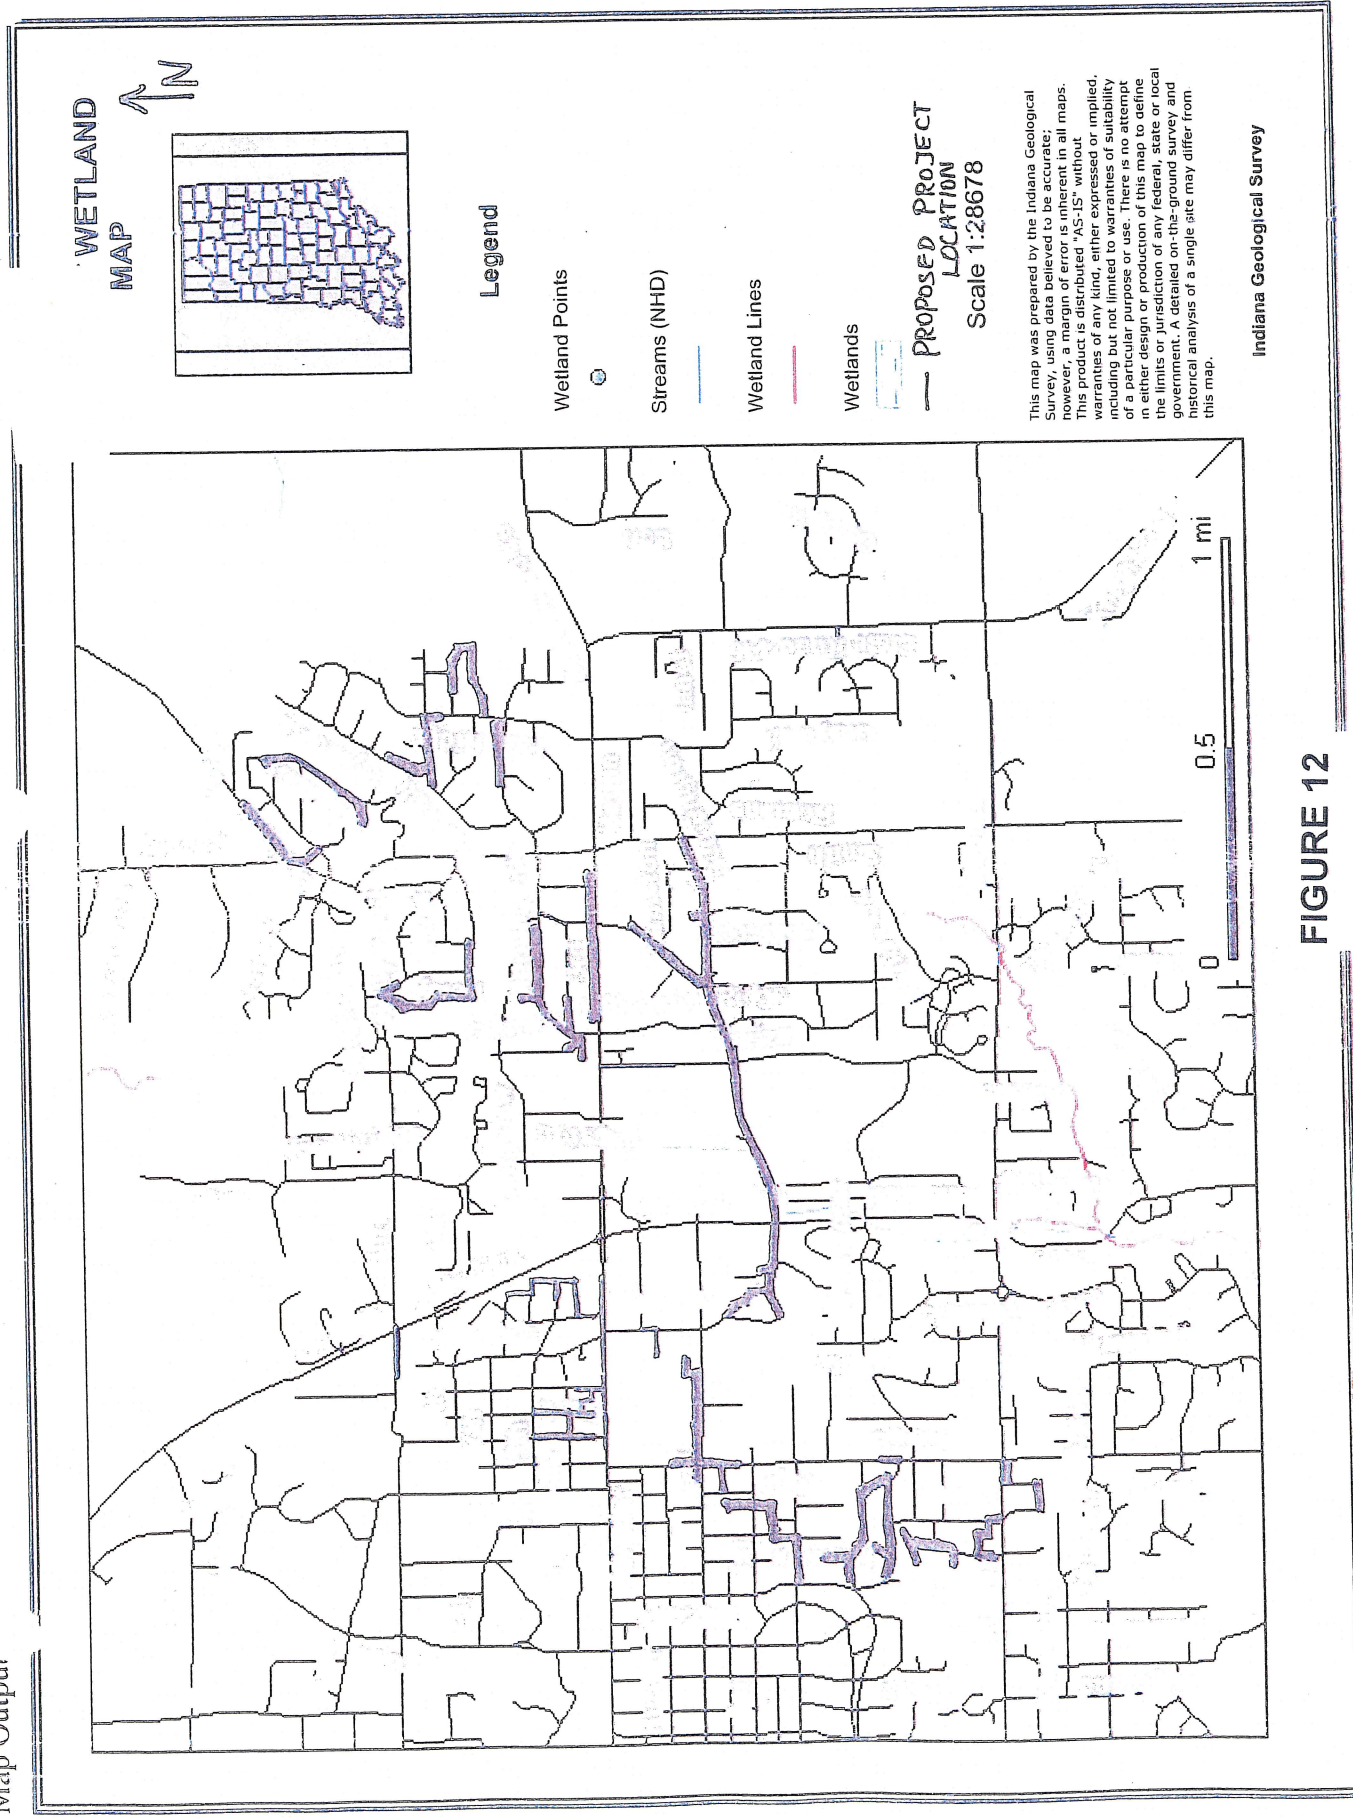 Map Output
WETLAND
MAP
N
Legend
Wetland Points
Streams (NHD)
Wetland Lines
Wetlands
PROPOSED PROJECT
LOCATION
Scale 1:28678
This map was prepared by the Indiana Geological
Survey, using data believed to be accurate;
however, a margin of error is inherent in all maps.
This product is distributed "AS-IS" without
warranties of any kind, either expressed or implied,
including but not limited to warranties of suitability
of a particular purpose or use. There is no attempt
in either design or production of this map to define
the limits or jurisdiction of any federal, state or local
government. A detailed on-the-ground survey and
historical analysis of a single site may differ from
this map.
Indiana Geological Survey
0
0.5
1 mi
FIGURE 12